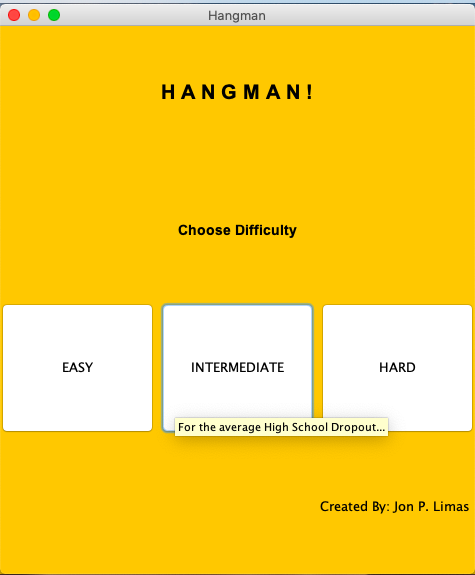 Hangman
H A N G M A N !
Choose Difficulty
EASY
INTERMEDIATE
HARD
For the average High School Dropout...
Created By: Jon P. Limas